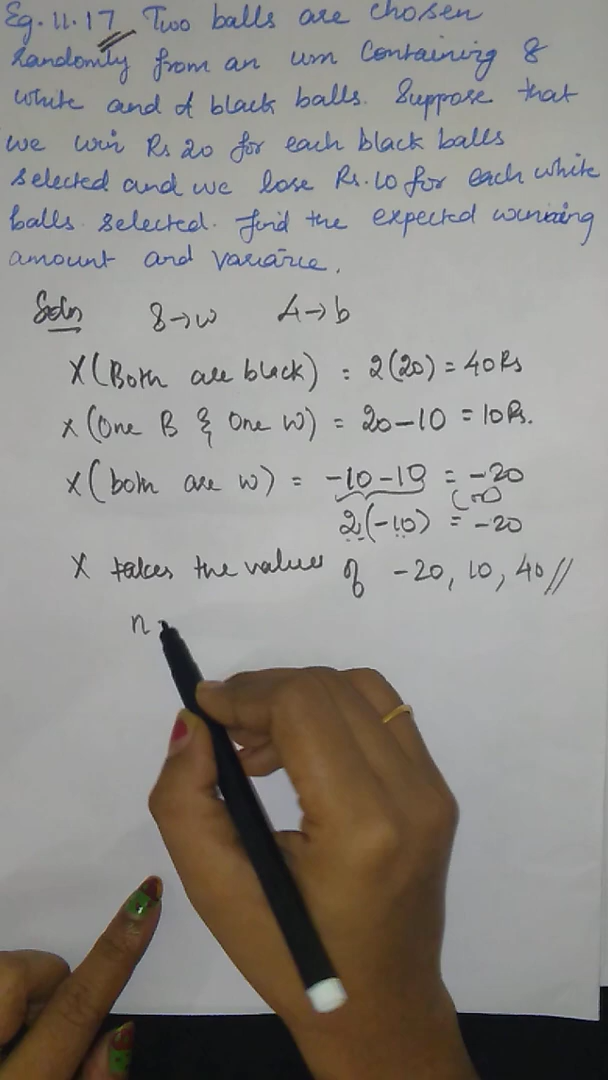 Eg. 11.17 Two balls are chosen
randomly from an urn containing 8
white and 4 black balls. Suppose that
we win Rs 20 for each black balls
selected and we lose Rs. 10 for each white
balls selected. find the expected winning
amount and variance.
Soln 8→w 4→b
X (Both are black) = 2(20) = 40Rs
X (One B & One W) = 20-10 = 10Rs.
X (both are w) = -10-10 = -20
(or)
2(-10) = -20
X takes the values of -20, 10, 40//
n